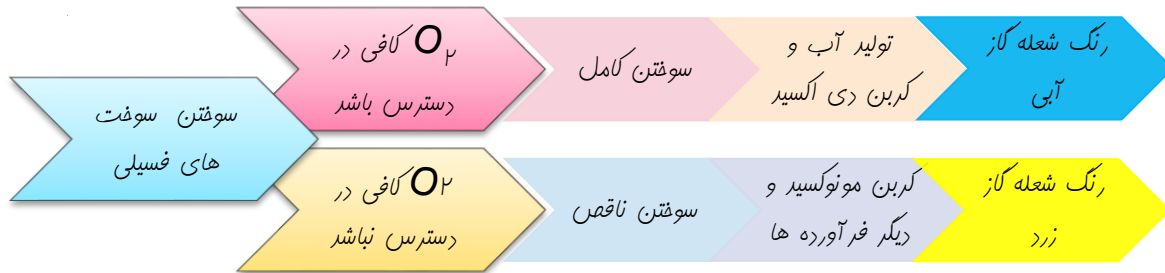 سوختن سوخت
های فسیلی
O₂ کافی در
دسترس باشد
سوختن کامل
تولید آب و
کربن دی اکسید
رنگ شعله گاز
آبی
O₂ کافی در
دسترس نباشد
سوختن ناقص
کربن مونوکسید و
دیگر فرآورده ها
رنگ شعله گاز
زرد